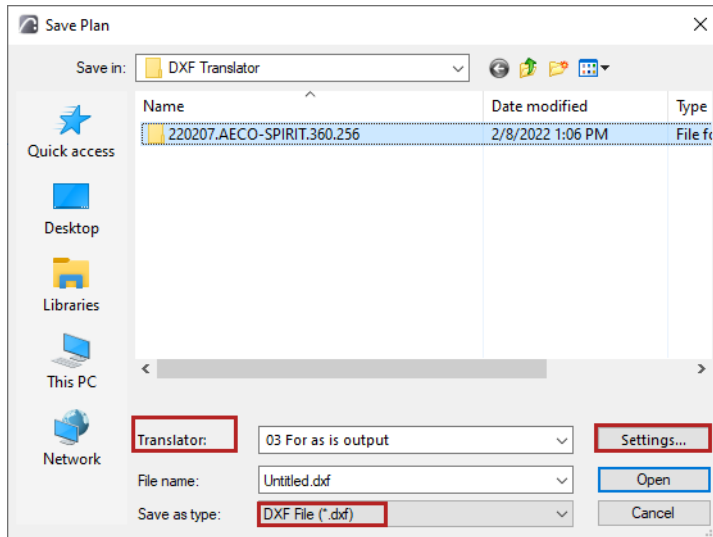 Save Plan
Save in: DXF Translator
Name Date modified Type
220207.AECO-SPIRIT.360.256 2/8/2022 1:06 PM File fo
Quick access
Desktop
Libraries
This PC
Network
Translator: 03 For as is output Settings...
File name: Untitled.dxf Open
Save as type: DXF File (*.dxf) Cancel